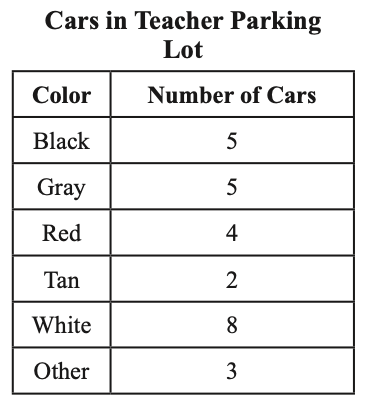 Cars in Teacher Parking
Lot
Color Number of Cars
Black 5
Gray 5
Red 4
Tan 2
White 8
Other 3